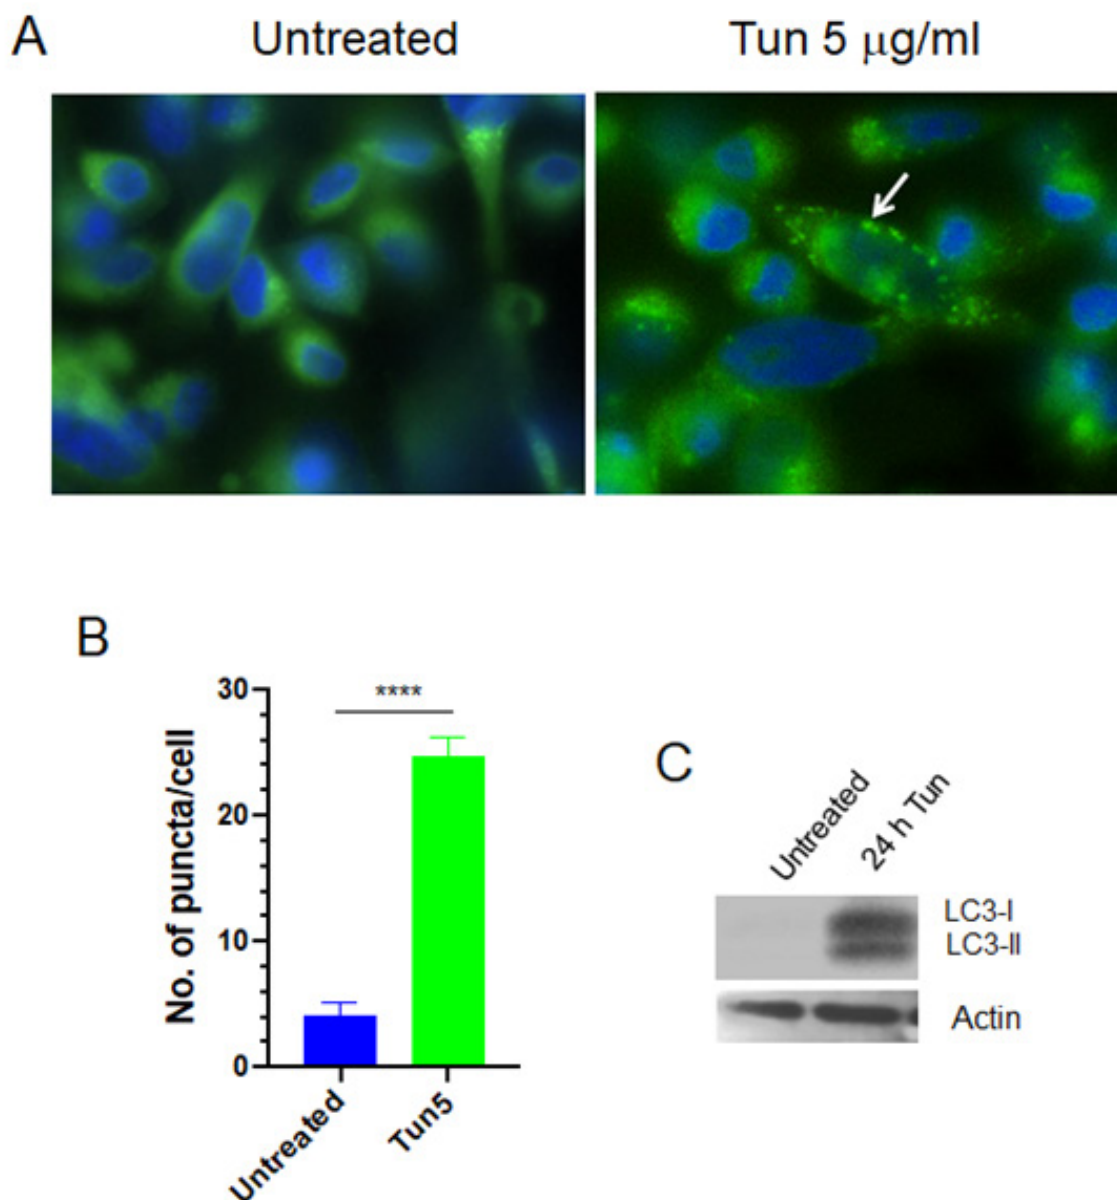 A
Untreated
Tun 5 μg/ml
B
30
20
10
0
No. of puncta/cell
****
Untreated
Tun5
C
Untreated
24 h Tun
LC3-I
LC3-II
Actin